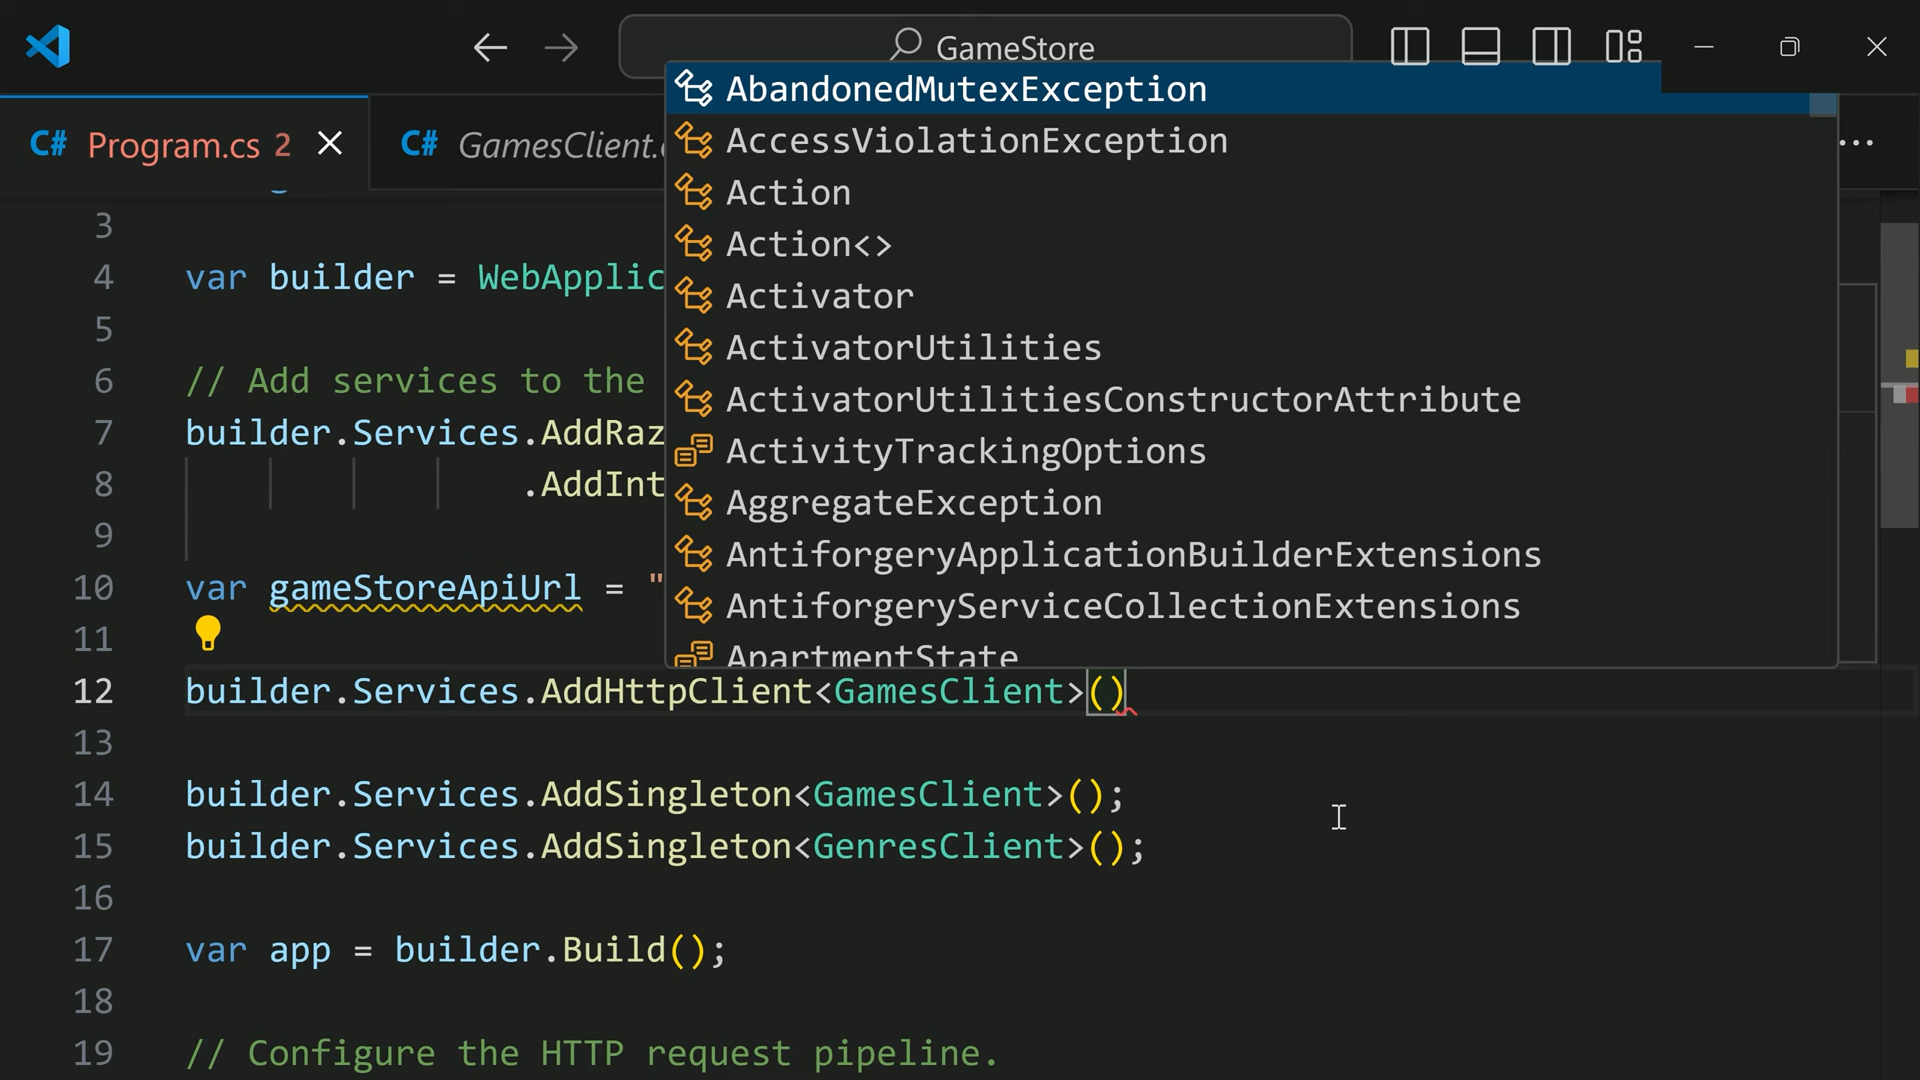 GameStore
C# Program.cs 2
C# GamesClient.
AbandonedMutexException
AccessViolationException
Action
Action<>
Activator
ActivatorUtilities
ActivatorUtilitiesConstructorAttribute
ActivityTrackingOptions
AggregateException
AntiforgeryApplicationBuilderExtensions
AntiforgeryServiceCollectionExtensions
ApartmentState
3
4 var builder = WebApplic
5
6 // Add services to the
7 builder.Services.AddRaz
8 .AddInt
9
10 var gameStoreApiUrl = "
11
12 builder.Services.AddHttpClient<GamesClient>()
13
14 builder.Services.AddSingleton<GamesClient>();
15 builder.Services.AddSingleton<GenresClient>();
16
17 var app = builder.Build();
18
19 // Configure the HTTP request pipeline.